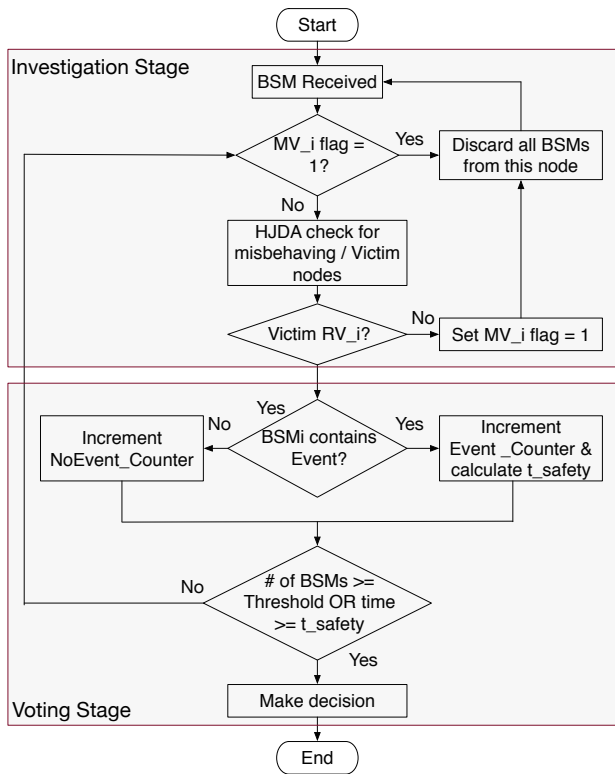 Start
Investigation Stage
BSM Received
MV_i flag =
1?
Yes
Discard all BSMs
from this node
No
HJDA check for
misbehaving / Victim
nodes
Victim RV_i?
No
Set MV_i flag = 1
Yes
BSMi contains
Event?
No
Increment
NoEvent_Counter
Yes
Increment
Event _Counter &
calculate t_safety
# of BSMs >=
Threshold OR time
>= t_safety
No
Yes
Make decision
Voting Stage
End